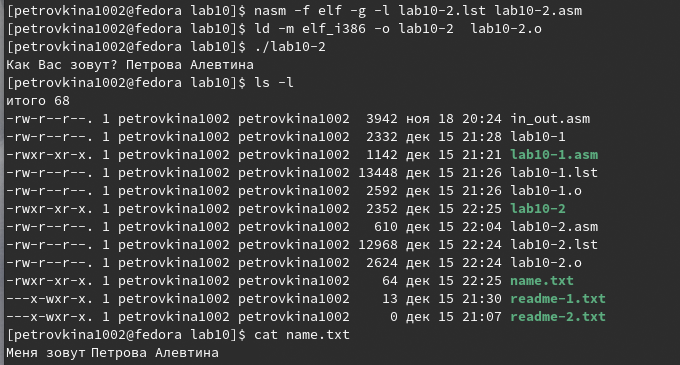 [petrovkina1002@fedora lab10]$ nasm -f elf -g -l lab10-2.lst lab10-2.asm
[petrovkina1002@fedora lab10]$ ld -m elf_i386 -o lab10-2  lab10-2.o
[petrovkina1002@fedora lab10]$ ./lab10-2
Как Вас зовут? Петрова Алевтина
[petrovkina1002@fedora lab10]$ ls -l
итого 68
-rw-r--r--. 1 petrovkina1002 petrovkina1002  3942 ноя 18 20:24 in_out.asm
-rw-r--r--. 1 petrovkina1002 petrovkina1002  2332 дек 15 21:28 lab10-1
-rwxr-xr-x. 1 petrovkina1002 petrovkina1002  1142 дек 15 21:21 lab10-1.asm
-rw-r--r--. 1 petrovkina1002 petrovkina1002 13448 дек 15 21:26 lab10-1.lst
-rw-r--r--. 1 petrovkina1002 petrovkina1002  2592 дек 15 21:26 lab10-1.o
-rwxr-xr-x. 1 petrovkina1002 petrovkina1002  2352 дек 15 22:25 lab10-2
-rw-r--r--. 1 petrovkina1002 petrovkina1002   610 дек 15 22:04 lab10-2.asm
-rw-r--r--. 1 petrovkina1002 petrovkina1002 12968 дек 15 22:24 lab10-2.lst
-rw-r--r--. 1 petrovkina1002 petrovkina1002  2624 дек 15 22:24 lab10-2.o
-rwxr-xr-x. 1 petrovkina1002 petrovkina1002    64 дек 15 22:25 name.txt
---x-wxr-x. 1 petrovkina1002 petrovkina1002    13 дек 15 21:30 readme-1.txt
---x-wxr-x. 1 petrovkina1002 petrovkina1002     0 дек 15 21:07 readme-2.txt
[petrovkina1002@fedora lab10]$ cat name.txt
Меня зовут Петрова Алевтина